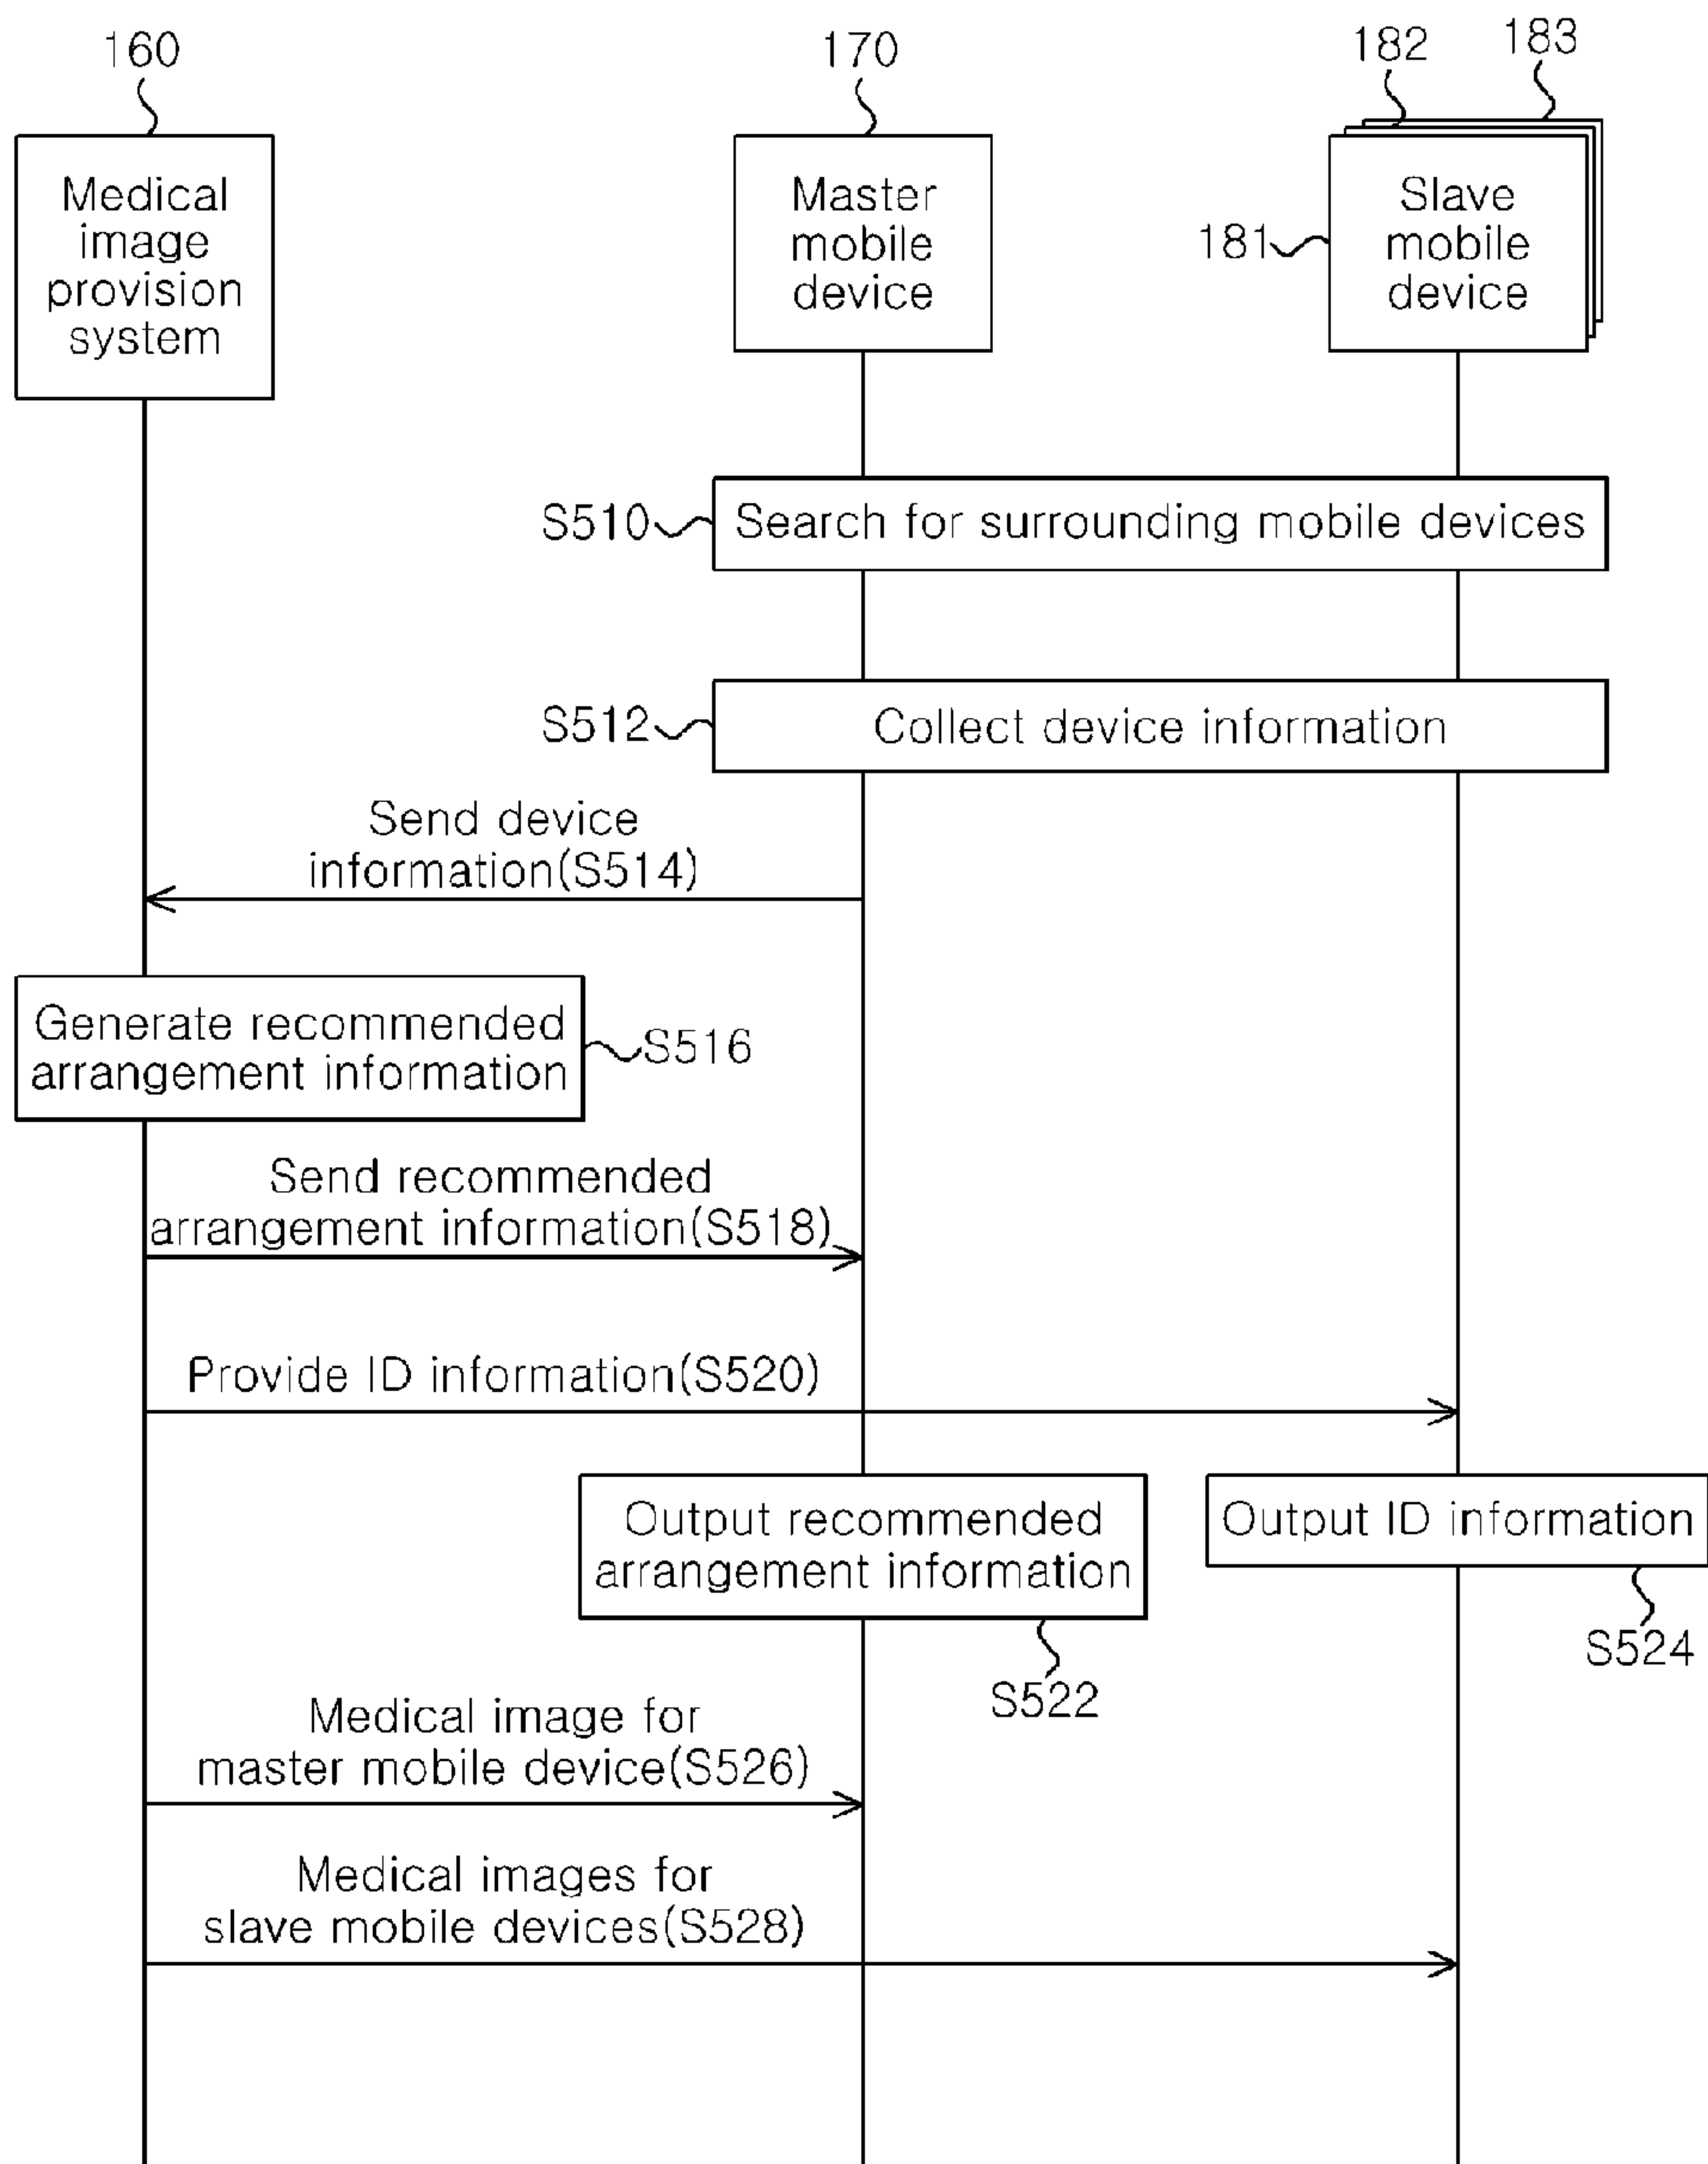 160
170
182
183
Medical
image
provision
system
Master
mobile
device
181
Slave
mobile
device
S510
Search for surrounding mobile devices
S512
Collect device information
Send device
information(S514)
Generate recommended
arrangement information
S516
Send recommended
arrangement information(S518)
Provide ID information(S520)
Output recommended
arrangement information
Output ID information
S524
S522
Medical image for
master mobile device(S526)
Medical images for
slave mobile devices(S528)